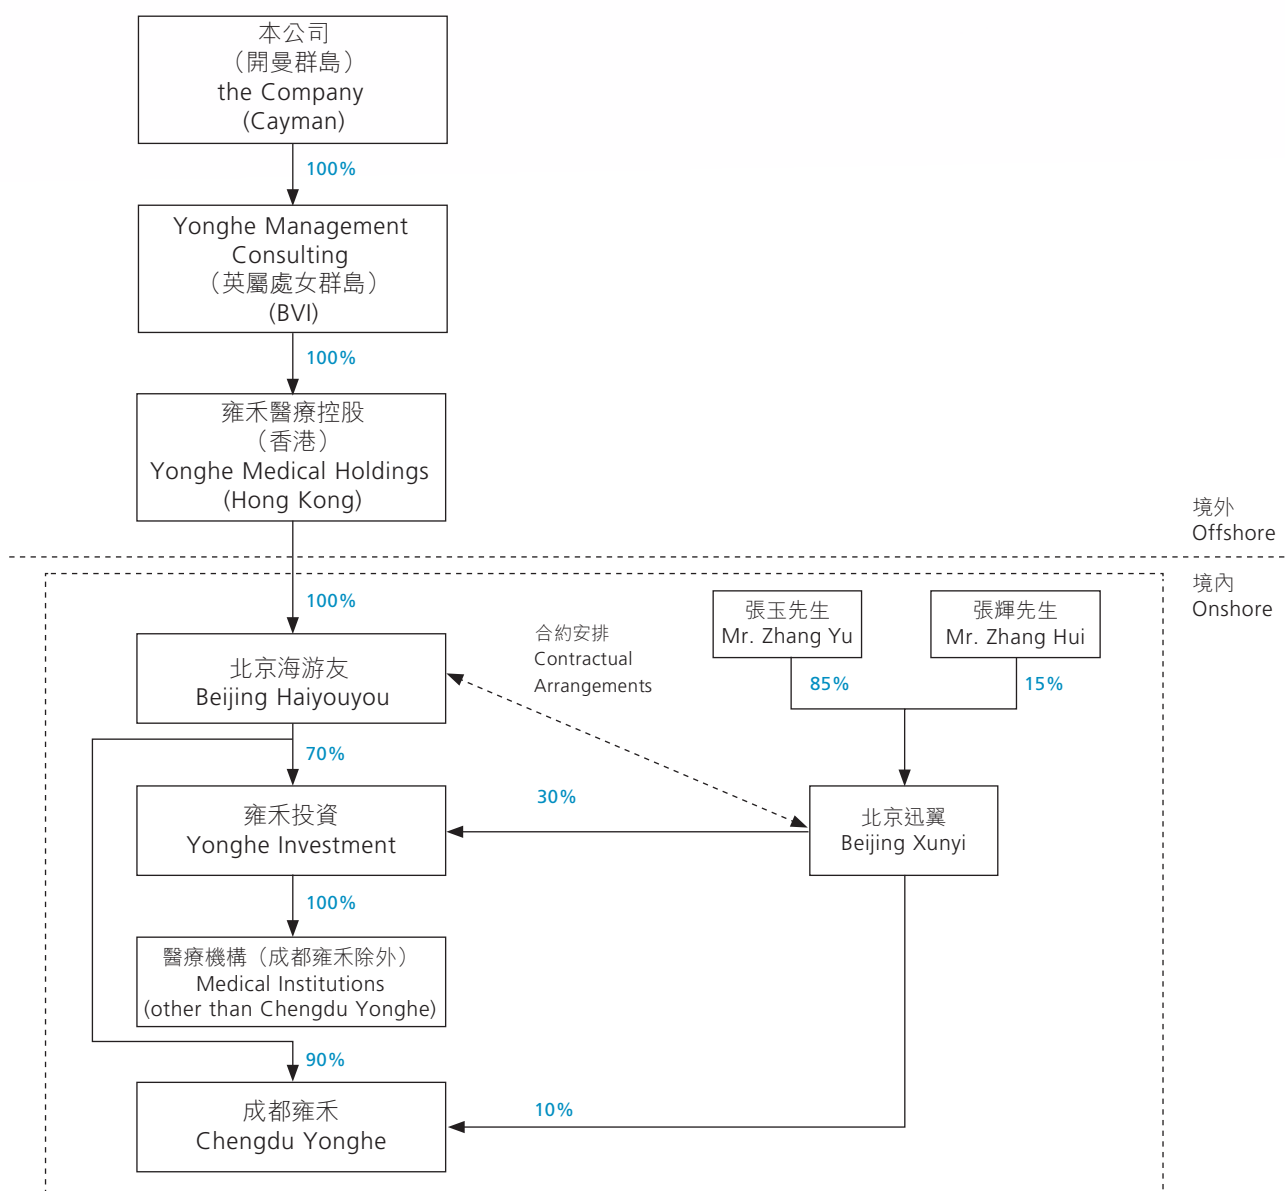 本公司
（開曼群島）
the Company
(Cayman)
100%
Yonghe Management
Consulting
（英屬處女群島）
(BVI)
100%
雍禾醫療控股
（香港）
Yonghe Medical Holdings
(Hong Kong)
境外
Offshore
境內
Onshore
100%
張玉先生
Mr. Zhang Yu
張輝先生
Mr. Zhang Hui
合約安排
Contractual
Arrangements
85%
15%
北京海游友
Beijing Haiyouyou
70%
30%
雍禾投資
Yonghe Investment
北京迅翼
Beijing Xunyi
100%
醫療機構（成都雍禾除外）
Medical Institutions
(other than Chengdu Yonghe)
90%
10%
成都雍禾
Chengdu Yonghe